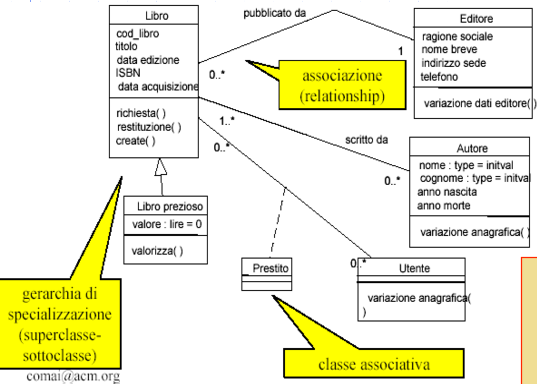 Libro
cod_libro
titolo
data edizione
ISBN
data acquisizione
richiesta( )
restituzione( )
create( )
pubblicato da
0..*
1
Editore
ragione sociale
nome breve
indirizzo sede
telefono
variazione dati editore( )
associazione
(relationship)
1..*
0..*
scritto da
0..*
Autore
nome : type = initval
cognome : type = initval
anno nascita
anno morte
variazione anagrafica( )
Libro prezioso
valore : lire = 0
valorizza( )
_ Prestito
0..*
Utente
variazione anagrafica(
)
gerarchia di
specializzazione
(superclasse-
sottoclasse)
classe associativa
comai@acm.org